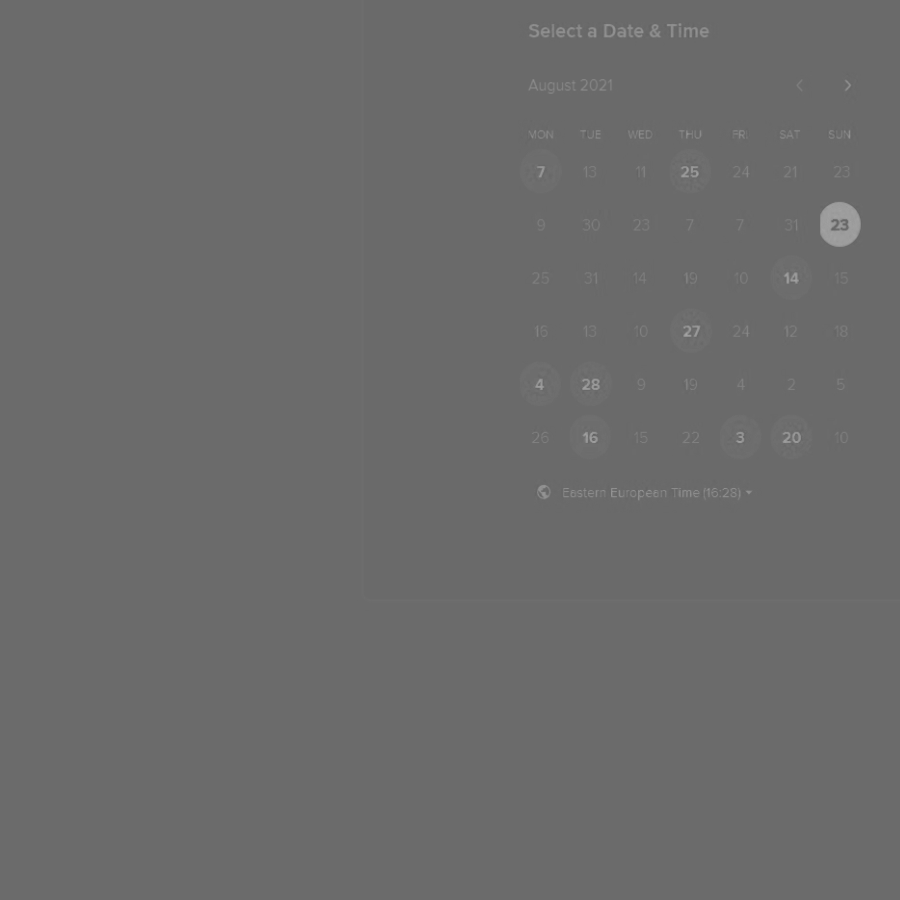 Select a Date & Time
August 2021
MON TUE WED THU FRI SAT SUN
7 13 11 25 24 21 23
9 30 23 7 7 31 23
25 31 14 19 10 14 15
16 13 10 27 24 12 18
4 28 9 19 4 2 5
26 16 15 22 3 20 10
Eastern European Time (16:28)